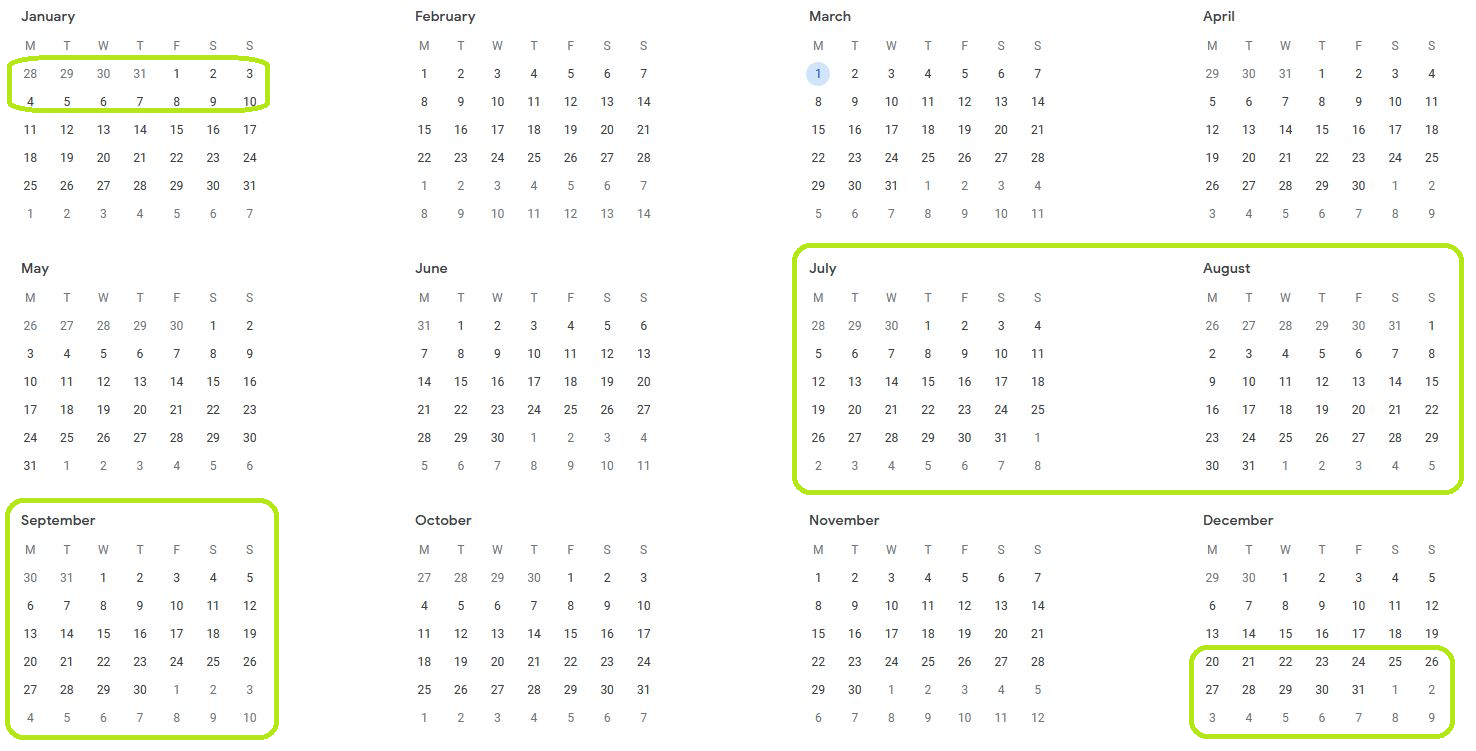 January February March April
M T W T F S S M T W T F S S M T W T F S S M T W T F S S
28 29 30 31 1 2 3 1 2 3 4 5 6 7 1 2 3 4 5 6 7 29 30 31 1 2 3 4
4 5 6 7 8 9 10 8 9 10 11 12 13 14 8 9 10 11 12 13 14 5 6 7 8 9 10 11
11 12 13 14 15 16 17 15 16 17 18 19 20 21 15 16 17 18 19 20 21 12 13 14 15 16 17 18
18 19 20 21 22 23 24 22 23 24 25 26 27 28 22 23 24 25 26 27 28 19 20 21 22 23 24 25
25 26 27 28 29 30 31 1 2 3 4 5 6 7 29 30 31 1 2 3 4 26 27 28 29 30 1 2
1 2 3 4 5 6 7 8 9 10 11 12 13 14 5 6 7 8 9 10 11 3 4 5 6 7 8 9
May June July August
M T W T F S S M T W T F S S M T W T F S S M T W T F S S
26 27 28 29 30 1 2 31 1 2 3 4 5 6 28 29 30 1 2 3 4 26 27 28 29 30 31 1
3 4 5 6 7 8 9 7 8 9 10 11 12 13 5 6 7 8 9 10 11 2 3 4 5 6 7 8
10 11 12 13 14 15 16 14 15 16 17 18 19 20 12 13 14 15 16 17 18 9 10 11 12 13 14 15
17 18 19 20 21 22 23 21 22 23 24 25 26 27 19 20 21 22 23 24 25 16 17 18 19 20 21 22
24 25 26 27 28 29 30 28 29 30 1 2 3 4 26 27 28 29 30 31 1 23 24 25 26 27 28 29
31 1 2 3 4 5 6 5 6 7 8 9 10 11 2 3 4 5 6 7 8 30 31 1 2 3 4 5
September October November December
M T W T F S S M T W T F S S M T W T F S S M T W T F S S
30 31 1 2 3 4 5 27 28 29 30 1 2 3 1 2 3 4 5 6 7 29 30 1 2 3 4 5
6 7 8 9 10 11 12 4 5 6 7 8 9 10 8 9 10 11 12 13 14 6 7 8 9 10 11 12
13 14 15 16 17 18 19 11 12 13 14 15 16 17 15 16 17 18 19 20 21 13 14 15 16 17 18 19
20 21 22 23 24 25 26 18 19 20 21 22 23 24 22 23 24 25 26 27 28 20 21 22 23 24 25 26
27 28 29 30 1 2 3 25 26 27 28 29 30 31 29 30 1 2 3 4 5 27 28 29 30 31 1 2
4 5 6 7 8 9 10 1 2 3 4 5 6 7 6 7 8 9 10 11 12 3 4 5 6 7 8 9